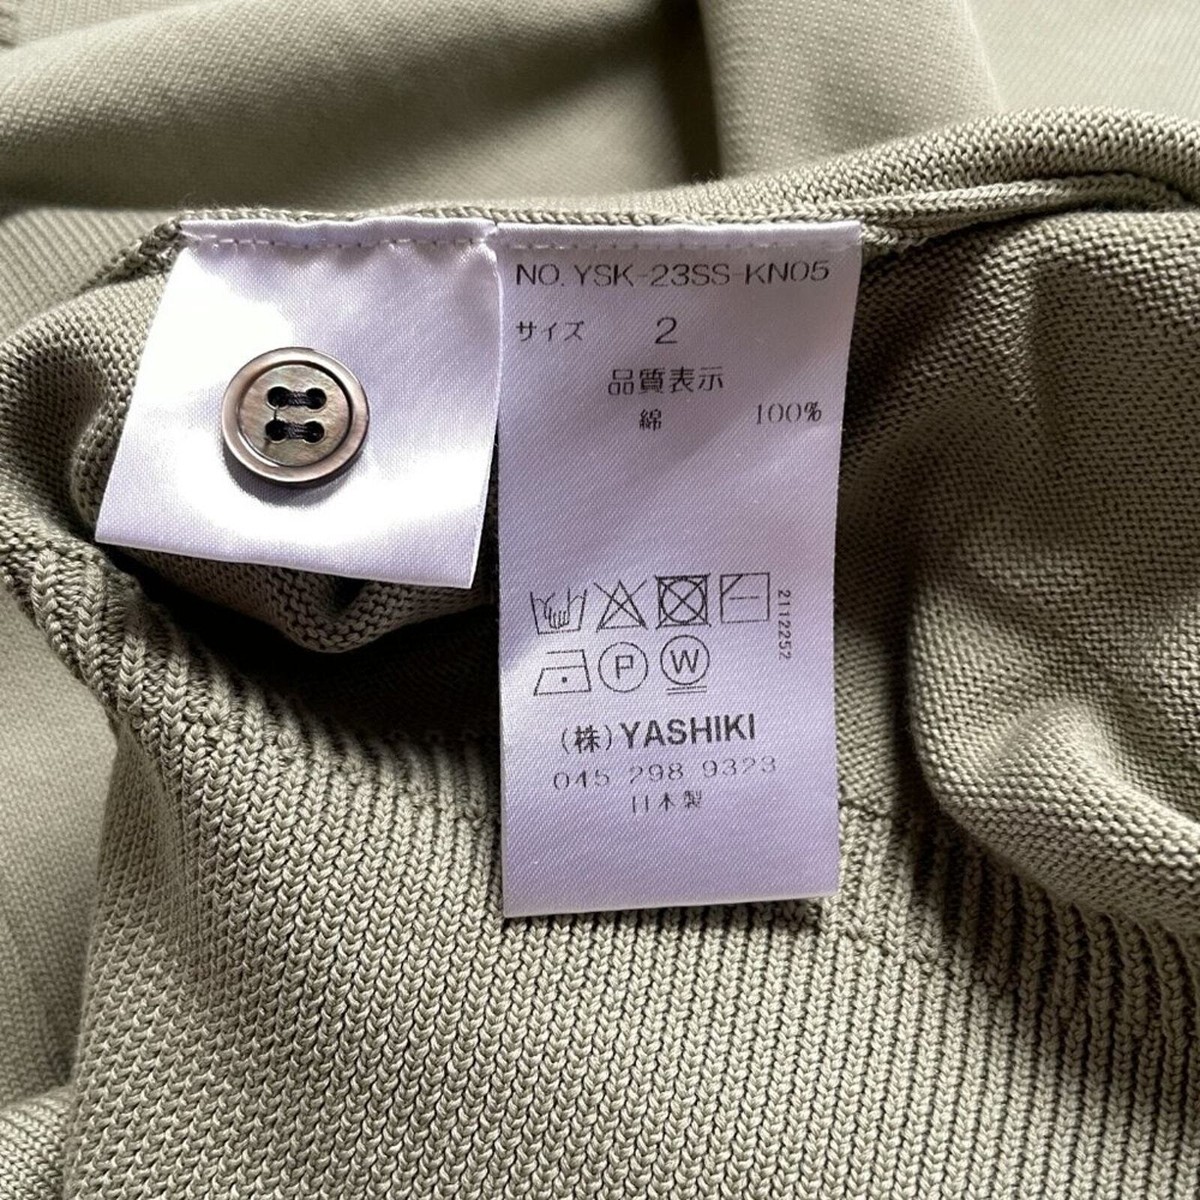 NO. YSK-23SS-KN05
サイズ 2
品質表示
綿 100%
2112252
P W
(株)YASHIKI
045 298 9323
日本製